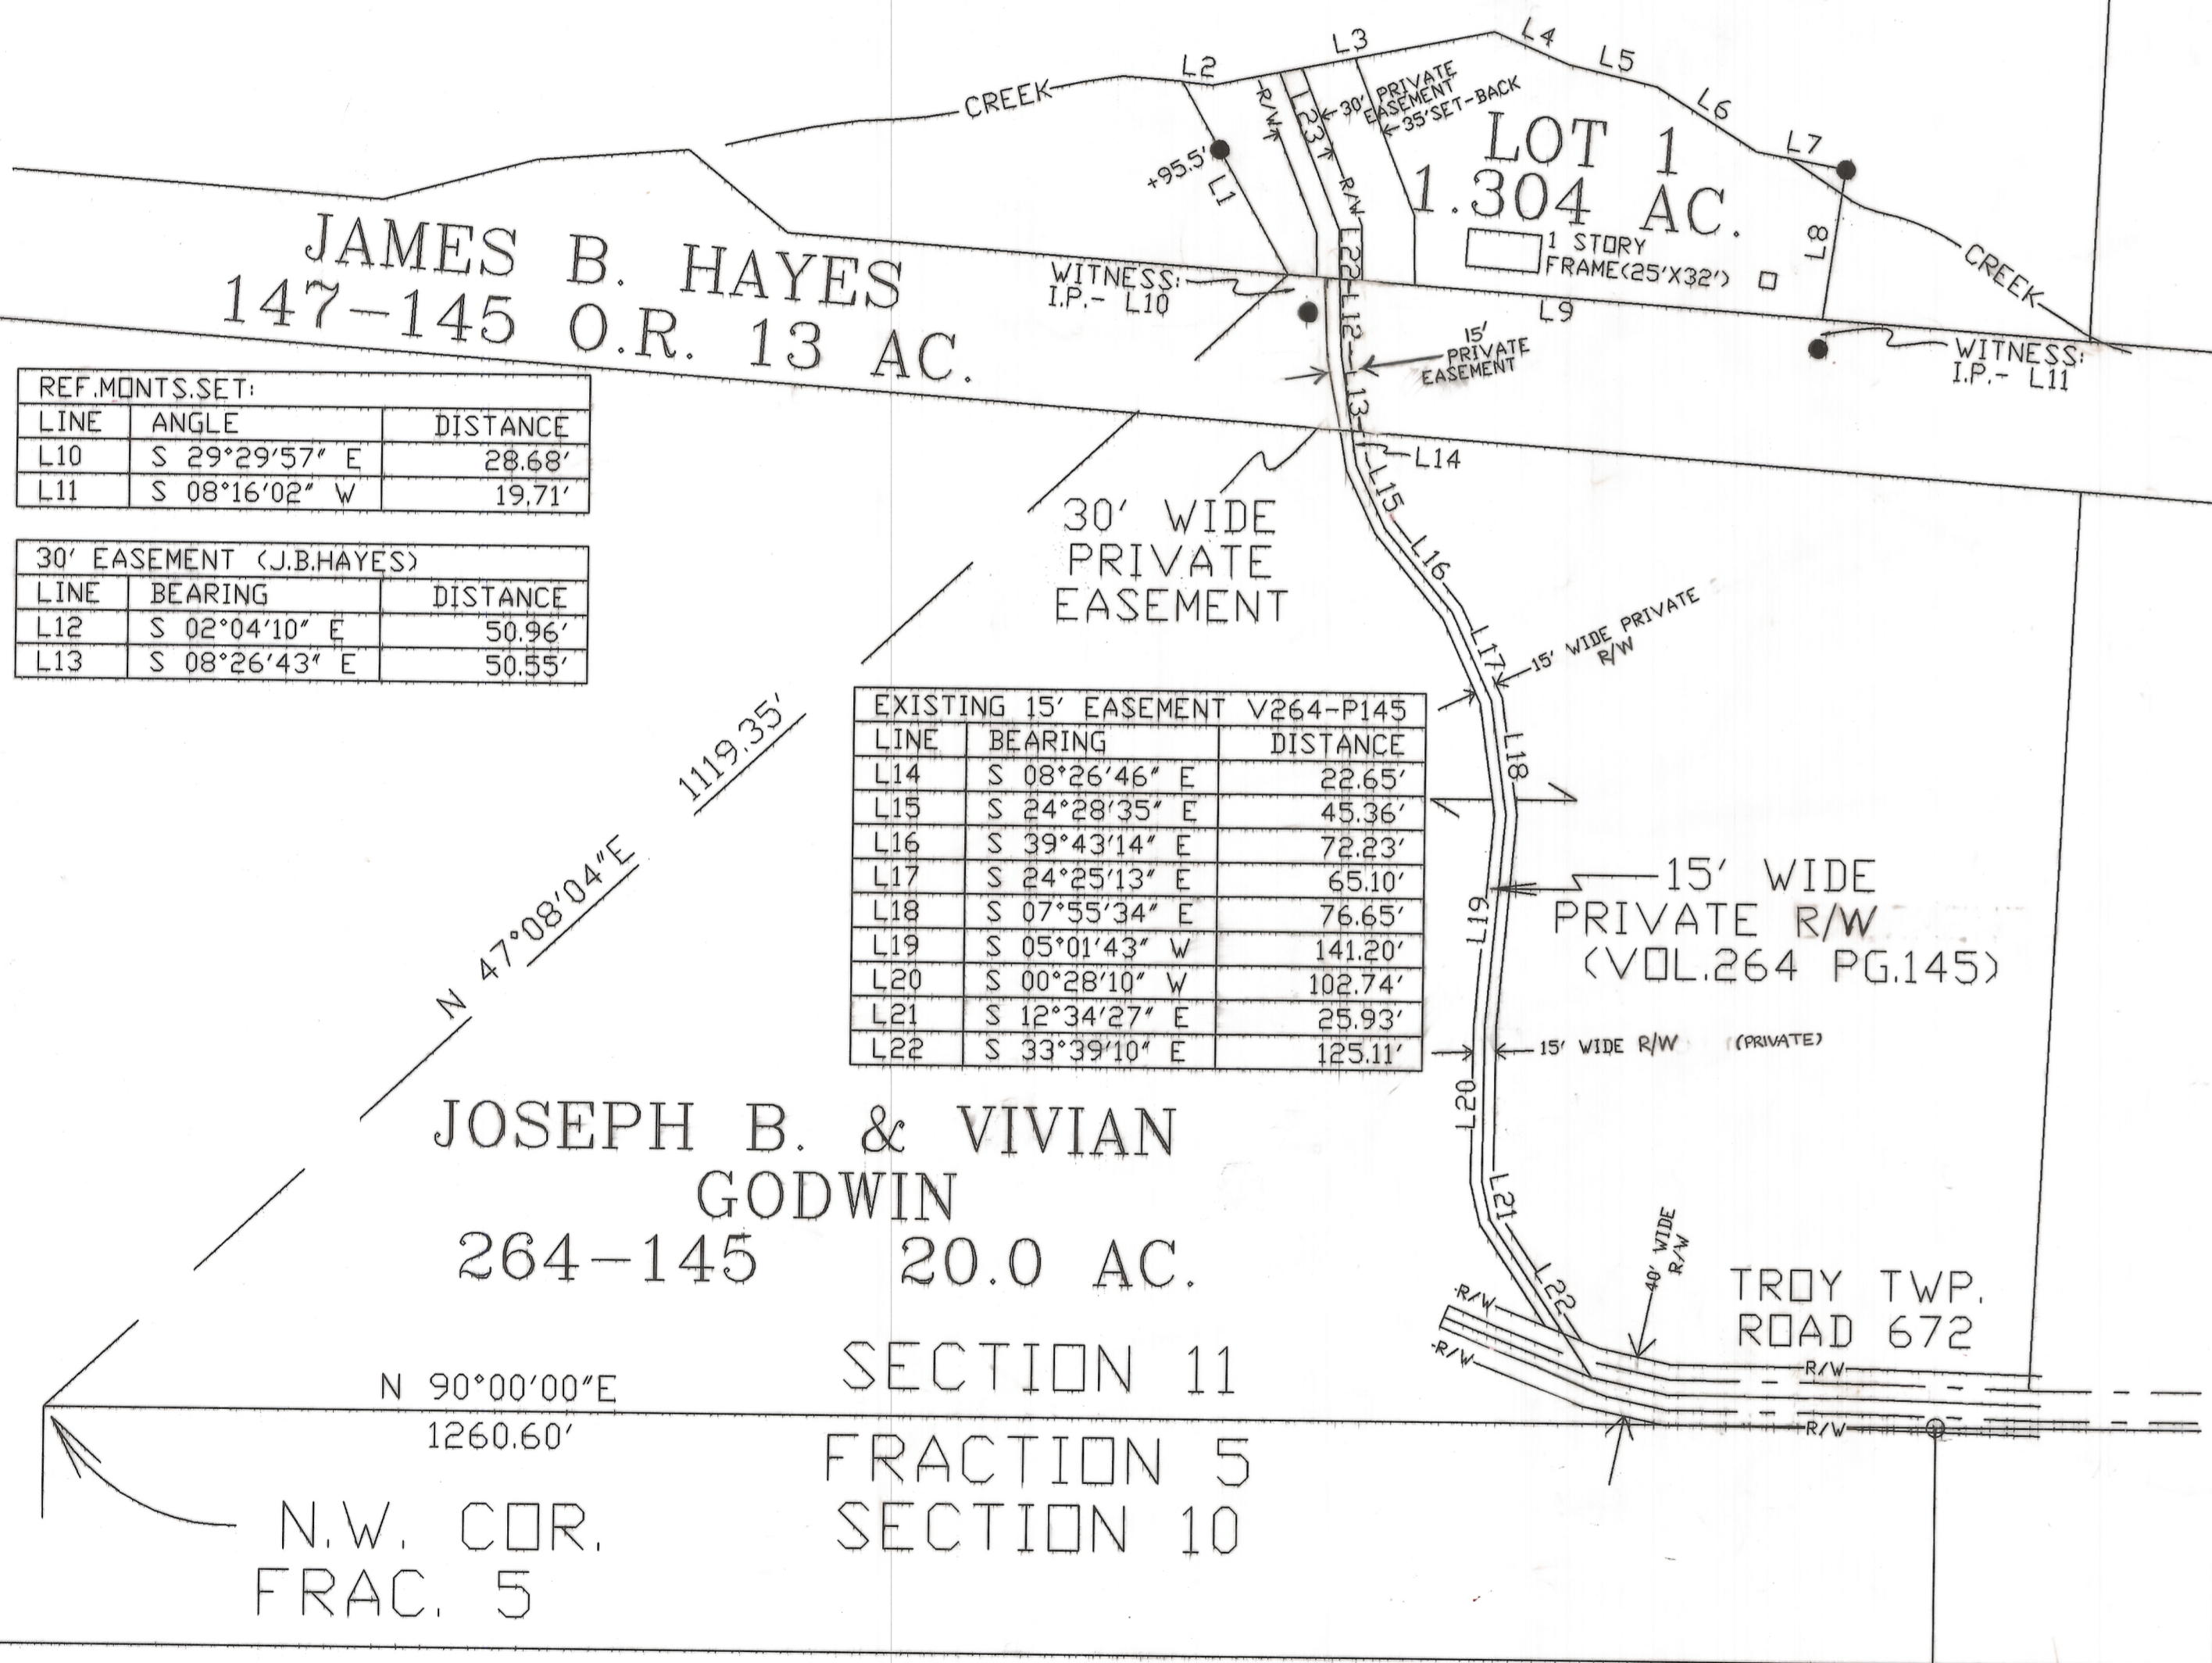 L2
L3
L4
L5
L6
L7
CREEK
R/W
L23
30' PRIVATE
EASEMENT
35'SET-BACK
R/W
+95.5'
L1
LOT 1
1.304 AC.
1 STORY
FRAME(25'X32')
L8
CREEK
JAMES B. HAYES
147-145 O.R. 13 AC.
WITNESS:
I.P.- L10
L22
L12
L9
15'
PRIVATE
EASEMENT
WITNESS:
I.P.- L11
L13
L14
L15
REF.MONTS.SET:
LINE ANGLE DISTANCE
L10 S 29°29'57" E 28.68'
L11 S 08°16'02" W 19.71'
30' EASEMENT (J.B.HAYES)
LINE BEARING DISTANCE
L12 S 02°04'10" E 50.96'
L13 S 08°26'43" E 50.55'
30' WIDE
PRIVATE
EASEMENT
L16
L17
15' WIDE PRIVATE
R/W
L18
1119.35'
N 47°08'04"E
EXISTING 15' EASEMENT V264-P145
LINE BEARING DISTANCE
L14 S 08°26'46" E 22.65'
L15 S 24°28'35" E 45.36'
L16 S 39°43'14" E 72.23'
L17 S 24°25'13" E 65.10'
L18 S 07°55'34" E 76.65'
L19 S 05°01'43" W 141.20'
L20 S 00°28'10" W 102.74'
L21 S 12°34'27" E 25.93'
L22 S 33°39'10" E 125.11'
L19
15' WIDE
PRIVATE R/W
(VOL.264 PG.145)
15' WIDE R/W (PRIVATE)
L20
L21
L22
JOSEPH B. & VIVIAN
GODWIN
264-145 20.0 AC.
40' WIDE
R/W
TROY TWP.
ROAD 672
R/W
R/W
R/W
R/W
SECTION 11
N 90°00'00"E
1260.60'
FRACTION 5
SECTION 10
N.W. COR.
FRAC. 5